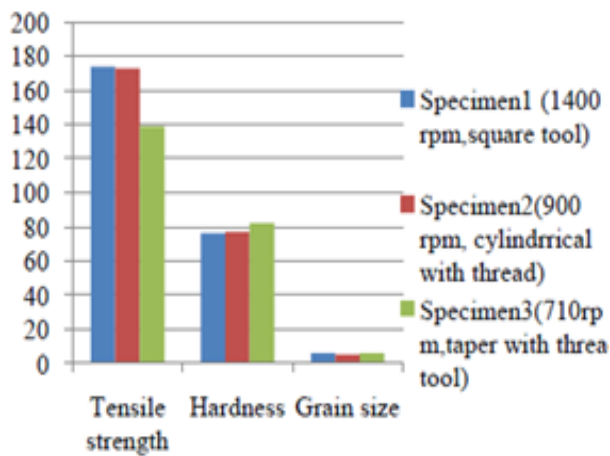 200
180
160
140
120
100
80
60
40
20
0
Tensile
strength
Hardness
Grain size
Specimen1 (1400
rpm,square tool)
Specimen2(900
rpm, cylindrrical
with thread)
Specimen3(710rp
m,taper with threa
tool)